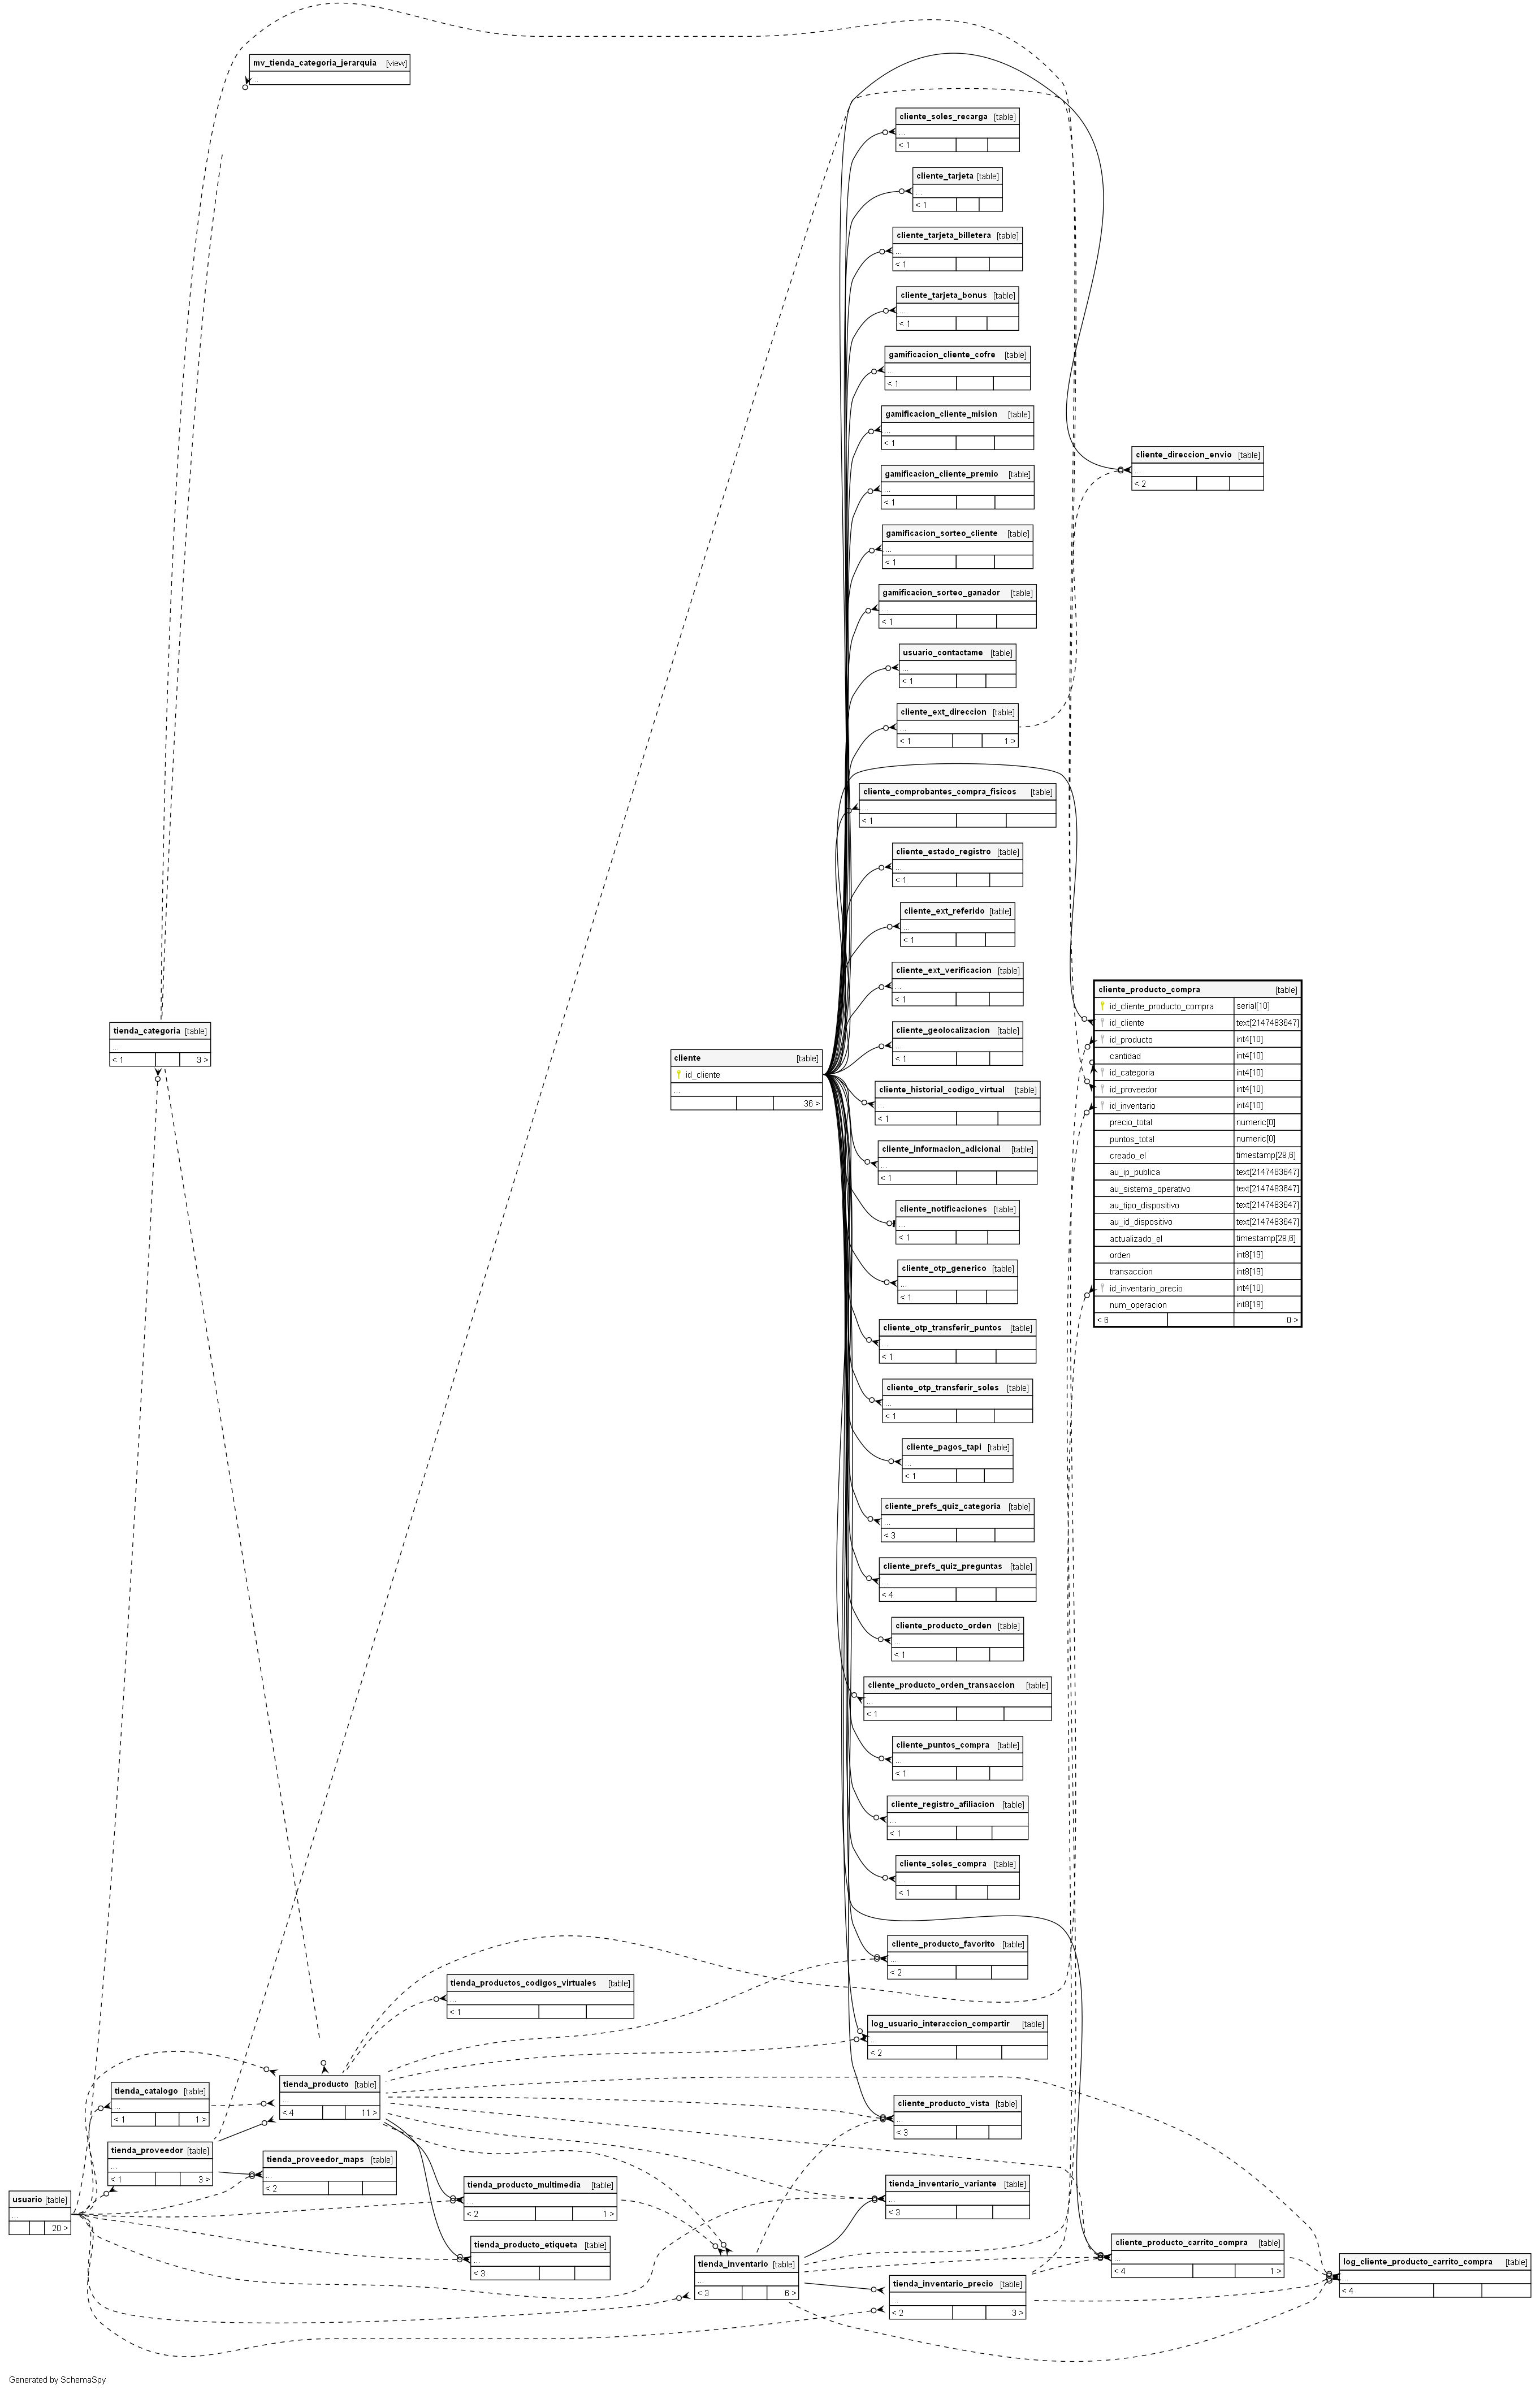 mv_tienda_categoria_jerarquia [view]
...
cliente_soles_recarga [table]
...
< 1
cliente_tarjeta [table]
...
< 1
cliente_tarjeta_billetera [table]
...
< 1
cliente_tarjeta_bonus [table]
...
< 1
gamificacion_cliente_cofre [table]
...
< 1
gamificacion_cliente_mision [table]
...
< 1
cliente_direccion_envio [table]
...
< 2
gamificacion_cliente_premio [table]
...
< 1
gamificacion_sorteo_cliente [table]
...
< 1
gamificacion_sorteo_ganador [table]
...
< 1
usuario_contactame [table]
...
< 1
cliente_ext_direccion [table]
...
< 1 1 >
cliente_comprobantes_compra_fisicos [table]
...
< 1
cliente_estado_registro [table]
...
< 1
cliente_ext_referido [table]
...
< 1
cliente_ext_verificacion [table]
...
< 1
cliente_producto_compra [table]
id_cliente_producto_compra serial[10]
id_cliente text[2147483647]
id_producto int4[10]
cantidad int4[10]
id_categoria int4[10]
id_proveedor int4[10]
id_inventario int4[10]
precio_total numeric[0]
puntos_total numeric[0]
creado_el timestamp[29,6]
au_ip_publica text[2147483647]
au_sistema_operativo text[2147483647]
au_tipo_dispositivo text[2147483647]
au_id_dispositivo text[2147483647]
actualizado_el timestamp[29,6]
orden int8[19]
transaccion int8[19]
id_inventario_precio int4[10]
num_operacion int8[19]
< 6 0 >
tienda_categoria [table]
...
< 1 3 >
cliente_geolocalizacion [table]
...
< 1
cliente [table]
id_cliente
...
36 >
cliente_historial_codigo_virtual [table]
...
< 1
cliente_informacion_adicional [table]
...
< 1
cliente_notificaciones [table]
...
< 1
cliente_otp_generico [table]
...
< 1
cliente_otp_transferir_puntos [table]
...
< 1
cliente_otp_transferir_soles [table]
...
< 1
cliente_pagos_tapi [table]
...
< 1
cliente_prefs_quiz_categoria [table]
...
< 3
cliente_prefs_quiz_preguntas [table]
...
< 4
cliente_producto_orden [table]
...
< 1
cliente_producto_orden_transaccion [table]
...
< 1
cliente_puntos_compra [table]
...
< 1
cliente_registro_afiliacion [table]
...
< 1
cliente_soles_compra [table]
...
< 1
cliente_producto_favorito [table]
...
< 2
tienda_productos_codigos_virtuales [table]
...
< 1
log_usuario_interaccion_compartir [table]
...
< 2
tienda_producto [table]
...
< 4 11 >
tienda_catalogo [table]
...
< 1 1 >
cliente_producto_vista [table]
...
< 3
tienda_proveedor [table]
...
< 1 3 >
tienda_proveedor_maps [table]
...
< 2
tienda_producto_multimedia [table]
...
< 2 1 >
tienda_inventario_variante [table]
...
< 3
usuario [table]
...
20 >
tienda_producto_etiqueta [table]
...
< 3
cliente_producto_carrito_compra [table]
...
< 4 1 >
tienda_inventario [table]
...
< 3 6 >
log_cliente_producto_carrito_compra [table]
...
< 4
tienda_inventario_precio [table]
...
< 2 3 >
Generated by SchemaSpy